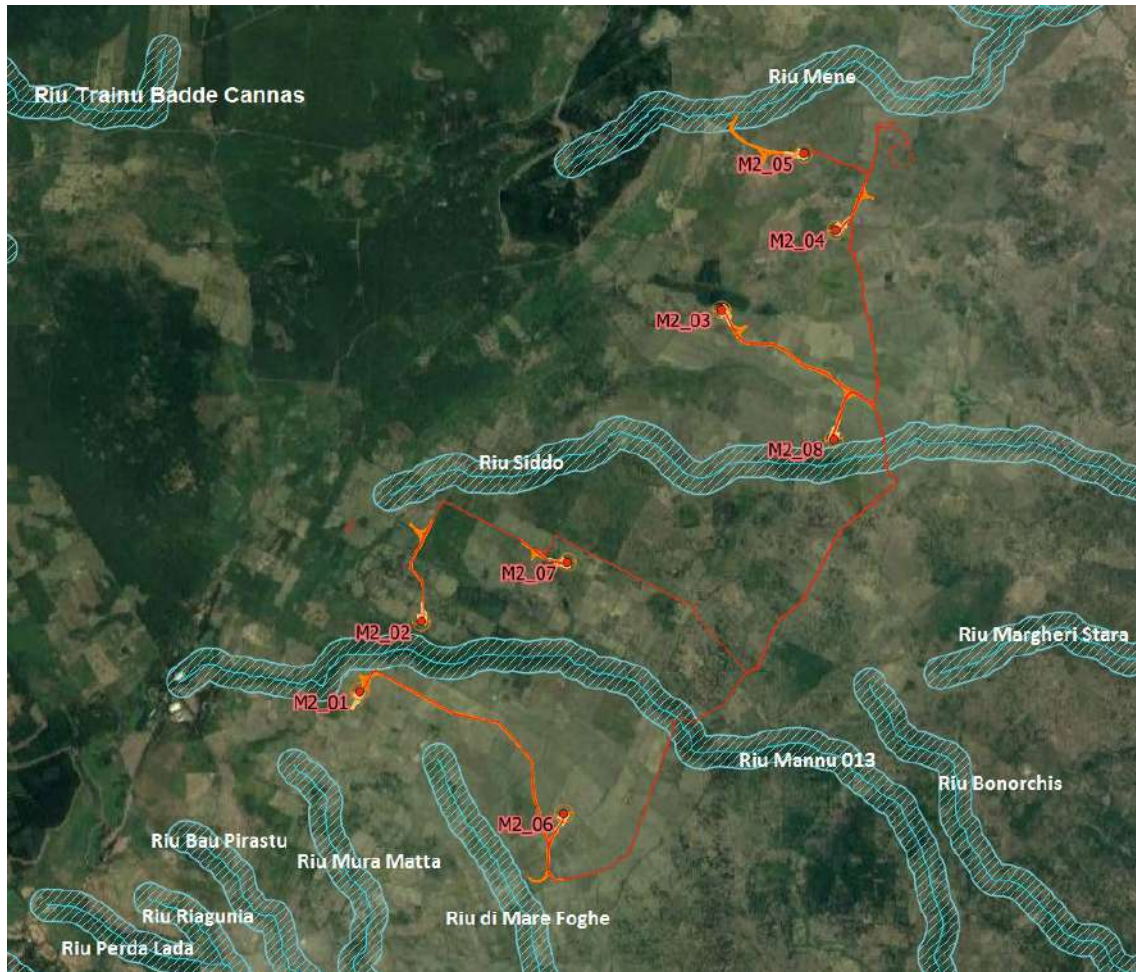 Riu Mene
Riu Trainu Badde Cannas
M2_05
M2_04
M2_03
M2_08
Riu Siddo
M2_07
M2_02
Riu Margheri Stara
M2_01
Riu Mannu 013
Riu Bonorchis
M2_06
Riu Bau Pirastu
Riu Mura Matta
Riu Riagunia
Riu di Mare Foghe
Riu Perda Lada